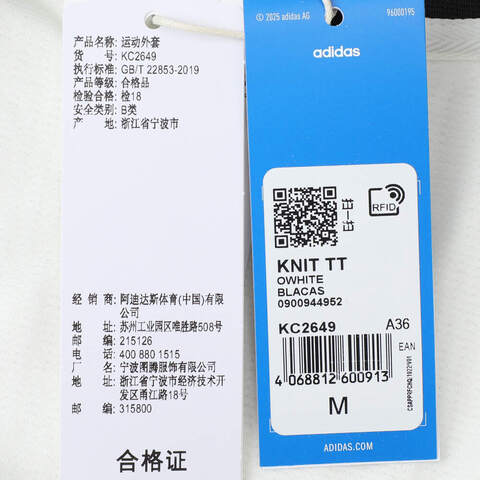 产品名称: 运动外套
货 号: KC2649
执行标准: GB/T 22853-2019
产品等级: 合格品
检验合格: 检18
安全类别: B类
产 地: 浙江省宁波市
经 销 商: 阿迪达斯体育(中国)有限公司
地 址: 苏州工业园区唯胜路508号
邮 编: 215126
电 话: 400 880 1515
厂 名: 宁波图腾服饰有限公司
地 址: 浙江省宁波市经济技术开发区甬江路18号
邮 编: 315800
合格证
© 2025 adidas AG
96000195
adidas
RFID
KNIT TT
OWHITE
BLACAS
0900944952
KC2649 A36
EAN
4 068812 600913
M
ADIDAS.COM